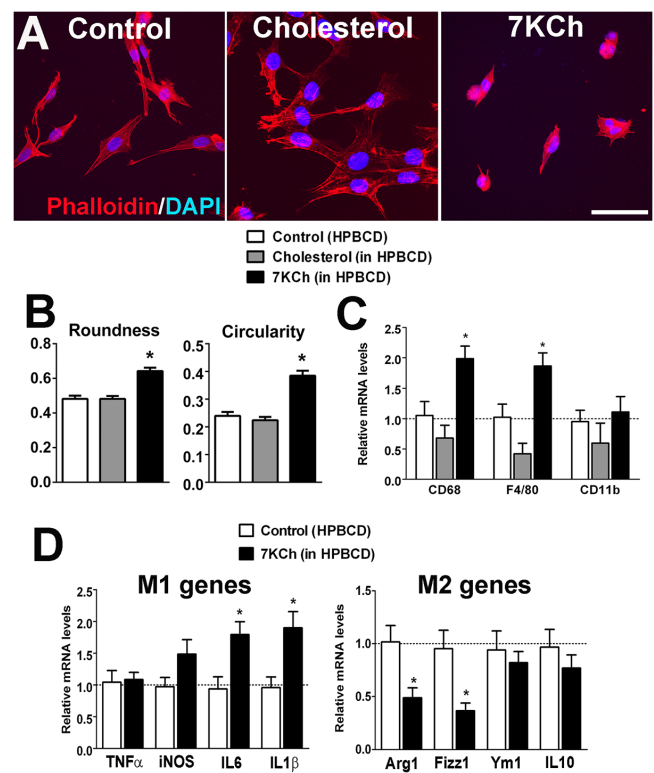 A
Control
Cholesterol
7KCh
Phalloidin/DAPI
Control (HPBCD)
Cholesterol (in HPBCD)
7KCh (in HPBCD)
B
Roundness
0.8
0.6
0.4
0.2
0.0
*
Circularity
0.5
0.4
0.3
0.2
0.1
0.0
*
C
Relative mRNA levels
2.5
2.0
1.5
1.0
0.5
0.0
*
*
CD68
F4/80
CD11b
Control (HPBCD)
7KCh (in HPBCD)
D
M1 genes
Relative mRNA levels
2.5
2.0
1.5
1.0
0.5
0.0
*
*
TNFα
iNOS
IL6
IL1β
M2 genes
Relative mRNA levels
1.5
1.0
0.5
0.0
*
*
Arg1
Fizz1
Ym1
IL10